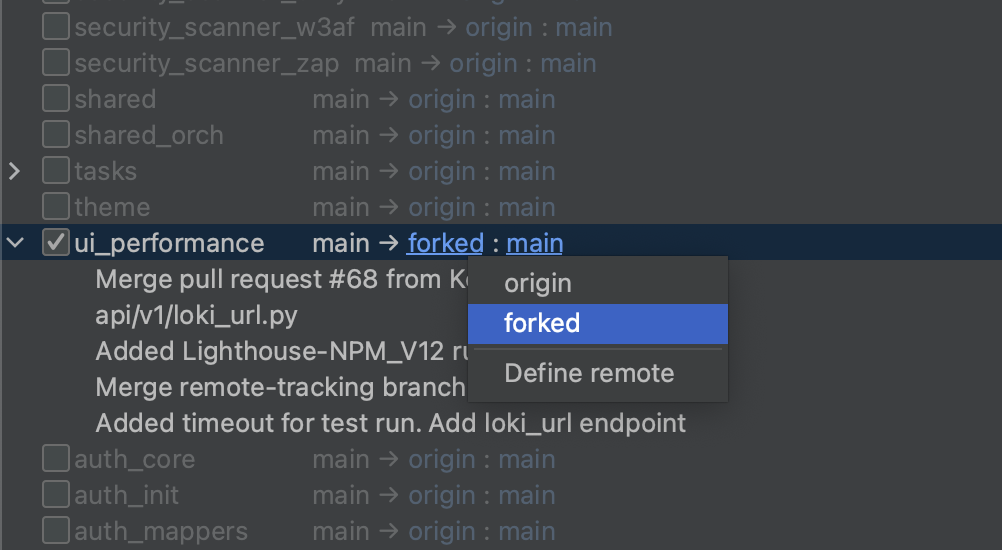 security_scanner_w3af main → origin : main
security_scanner_zap main → origin : main
shared main → origin : main
shared_orch main → origin : main
tasks main → origin : main
theme main → origin : main
ui_performance main → forked : main
Merge pull request #68 from
origin
api/v1/loki_url.py
forked
Added Lighthouse-NPM_V12
Merge remote-tracking branch
Define remote
Added timeout for test run. Add loki_url endpoint
auth_core main → origin : main
auth_init main → origin : main
auth_mappers main → origin : main